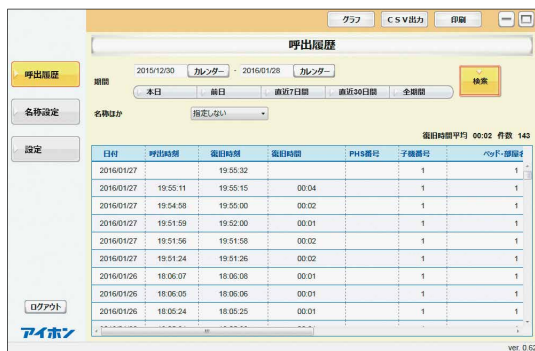 グラフ CSV出力 印刷
呼出履歴
呼出履歴
名称設定
設定
ログアウト
アイホン
期間 2015/12/30 カレンダー - 2016/01/28 カレンダー 検索
本日 前日 直近7日間 直近30日間 全期間
名称ほか 指定しない
復旧時間平均 00:02 件数 143
日付 呼出時刻 復旧時刻 復旧時間 PHS番号 子機番号 ベッド・部屋名
2016/01/27 19:55:32 1 1
2016/01/27 19:55:11 19:55:15 00:04 1 1
2016/01/27 19:54:58 19:55:00 00:02 1 1
2016/01/27 19:51:59 19:52:00 00:01 1 1
2016/01/27 19:51:56 19:51:58 00:02 1 1
2016/01/27 19:51:24 19:51:26 00:02 1 1
2016/01/26 18:06:07 18:06:08 00:01 1 1
2016/01/26 18:06:05 18:06:06 00:01 1 1
2016/01/26 18:05:24 18:05:25 00:01 1 1
ver. 0.62